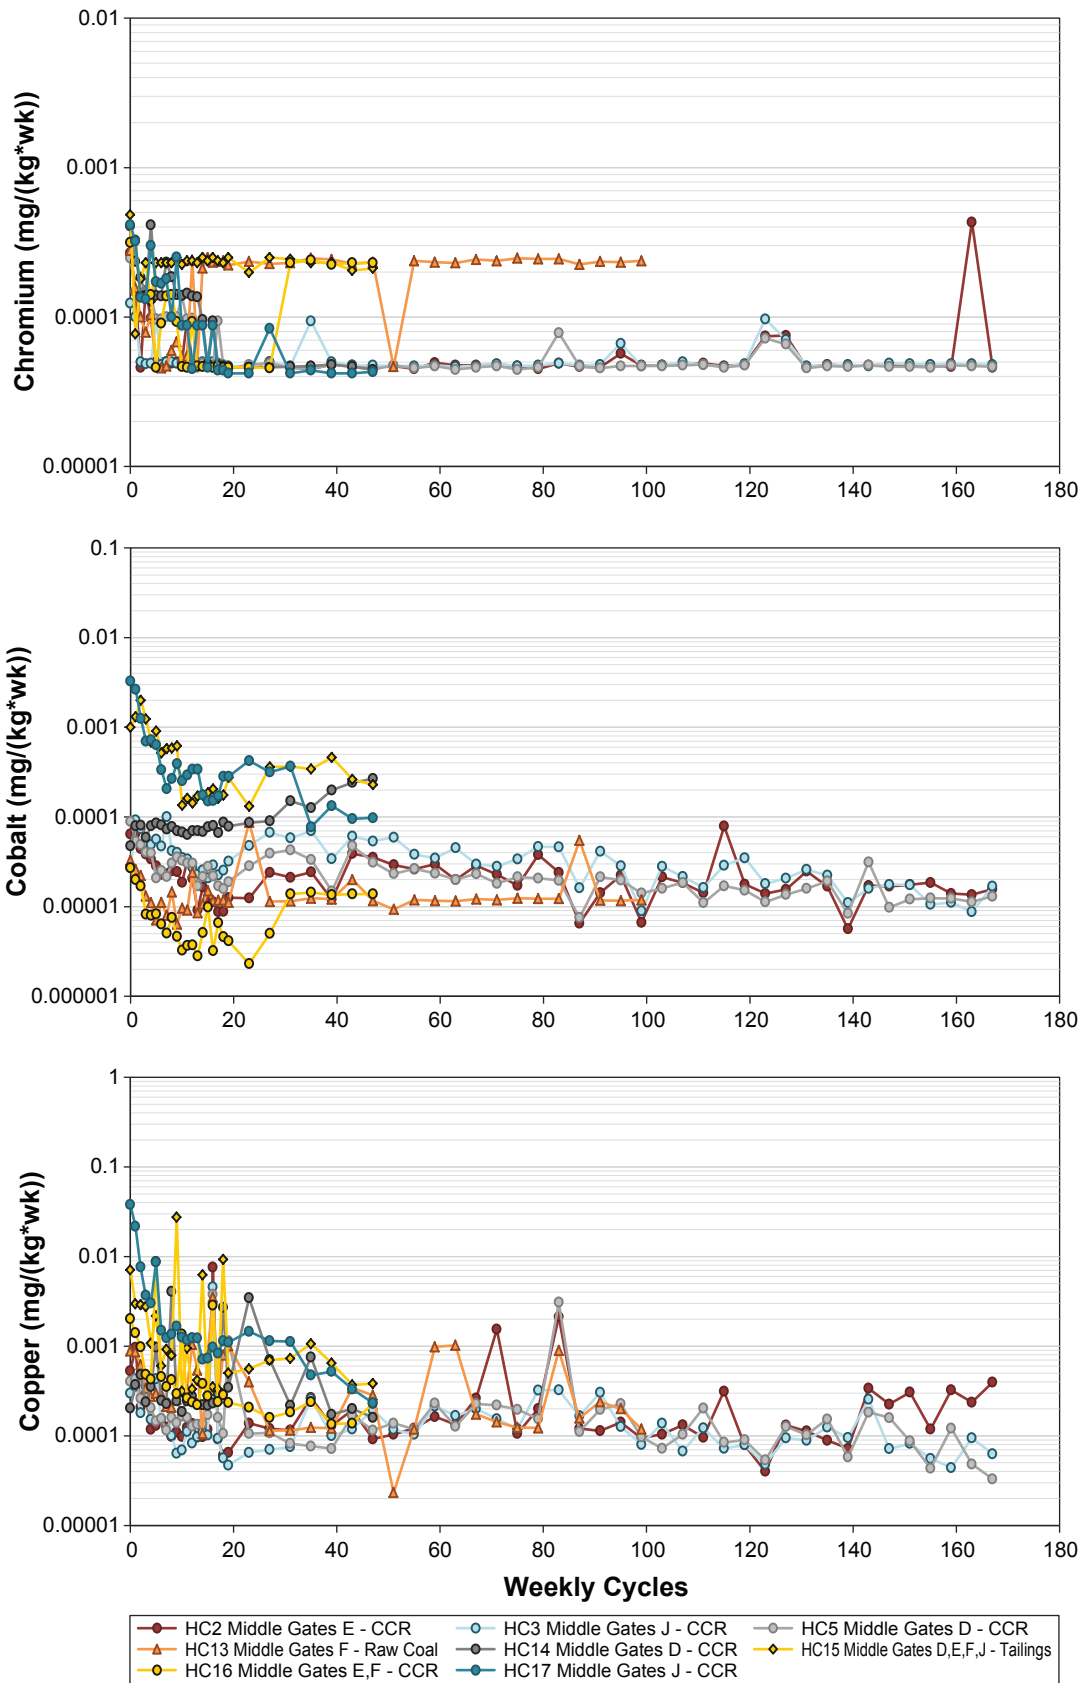 0.01
0.001
0.0001
0.00001
Chromium (mg/(kg*wk))
0 20 40 60 80 100 120 140 160 180
0.1
0.01
0.001
0.0001
0.00001
0.000001
Cobalt (mg/(kg*wk))
0 20 40 60 80 100 120 140 160 180
1
0.1
0.01
0.001
0.0001
0.00001
Copper (mg/(kg*wk))
0 20 40 60 80 100 120 140 160 180
Weekly Cycles
HC2 Middle Gates E - CCR HC3 Middle Gates J - CCR HC5 Middle Gates D - CCR
HC13 Middle Gates F - Raw Coal HC14 Middle Gates D - CCR HC15 Middle Gates D,E,F,J - Tailings
HC16 Middle Gates E,F - CCR HC17 Middle Gates J - CCR